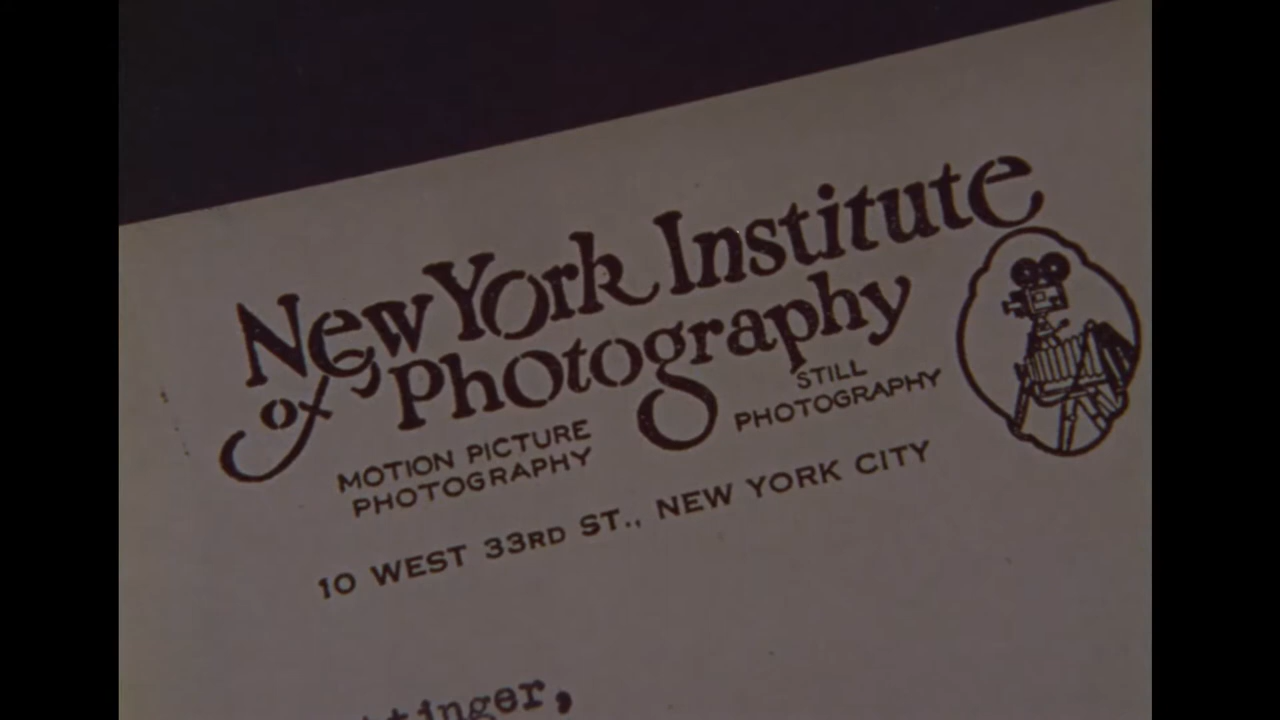 New York Institute
of Photography
MOTION PICTURE
PHOTOGRAPHY
STILL
PHOTOGRAPHY
10 WEST 33RD ST., NEW YORK CITY